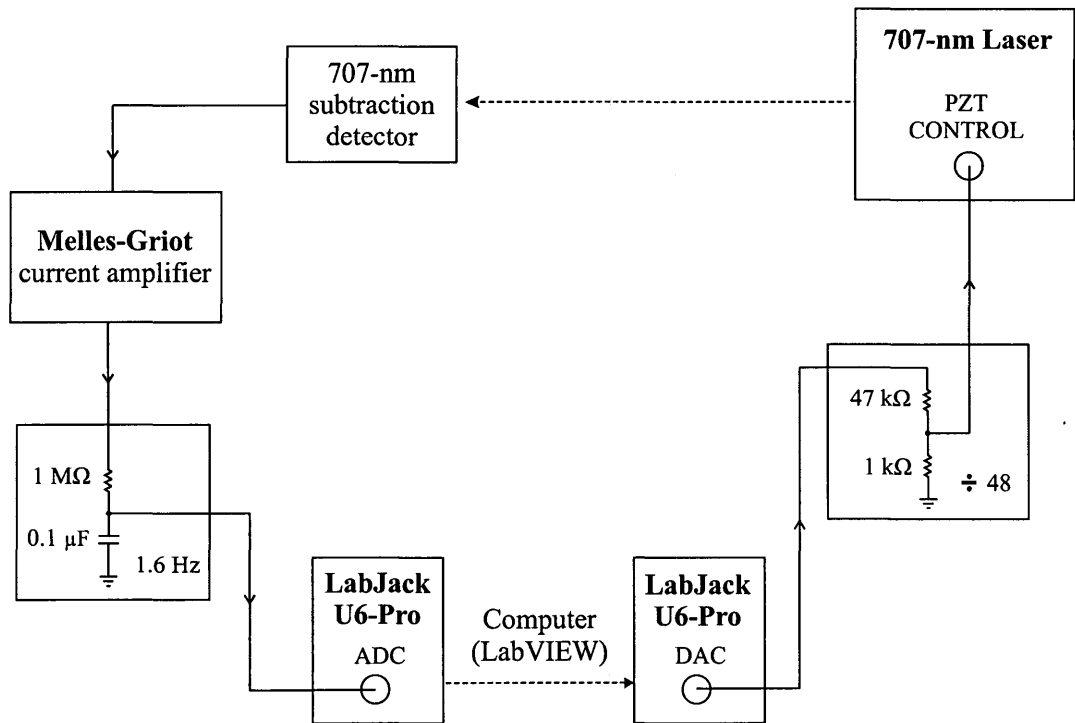 707-nm Laser
PZT
CONTROL
707-nm
subtraction
detector
Melles-Griot
current amplifier
47 kΩ
1 kΩ
÷ 48
1 MΩ
0.1 µF
1.6 Hz
LabJack
U6-Pro
ADC
Computer
(LabVIEW)
LabJack
U6-Pro
DAC